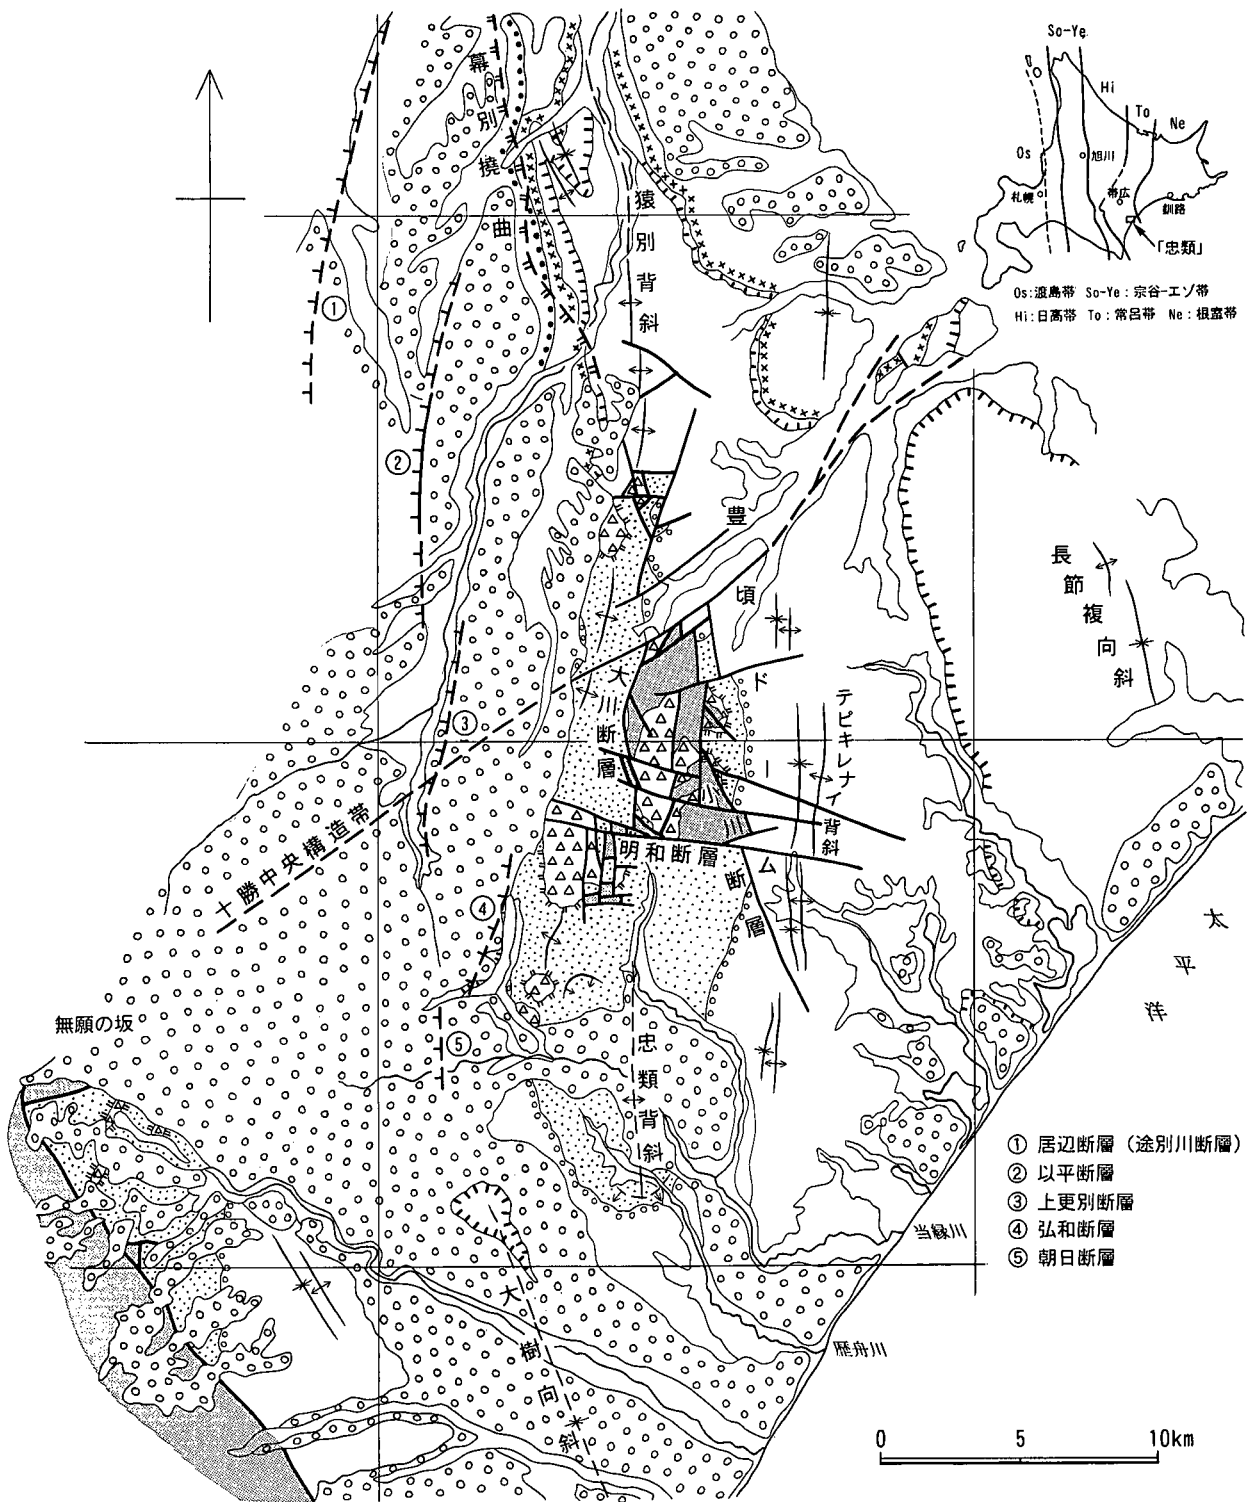 So-Ye
Hi
To
Ne
Os
旭川
札幌
帯広
釧路
「忠類」
Os:渡島帯 So-Ye:宗谷-エゾ帯
Hi:日高帯 To:常呂帯 Ne:根室帯
幕別撓曲
猿別背斜
①
②
豊頃ドーム
長節複向斜
大川断層
③
テピキレナイ背斜
小川断層
十勝中央構造帯
明和断層
④
太平洋
無願の坂
⑤
忠類背斜
① 居辺断層(途別川断層)
② 以平断層
③ 上更別断層
④ 弘和断層
⑤ 朝日断層
当縁川
大樹向斜
歴舟川
0 5 10km